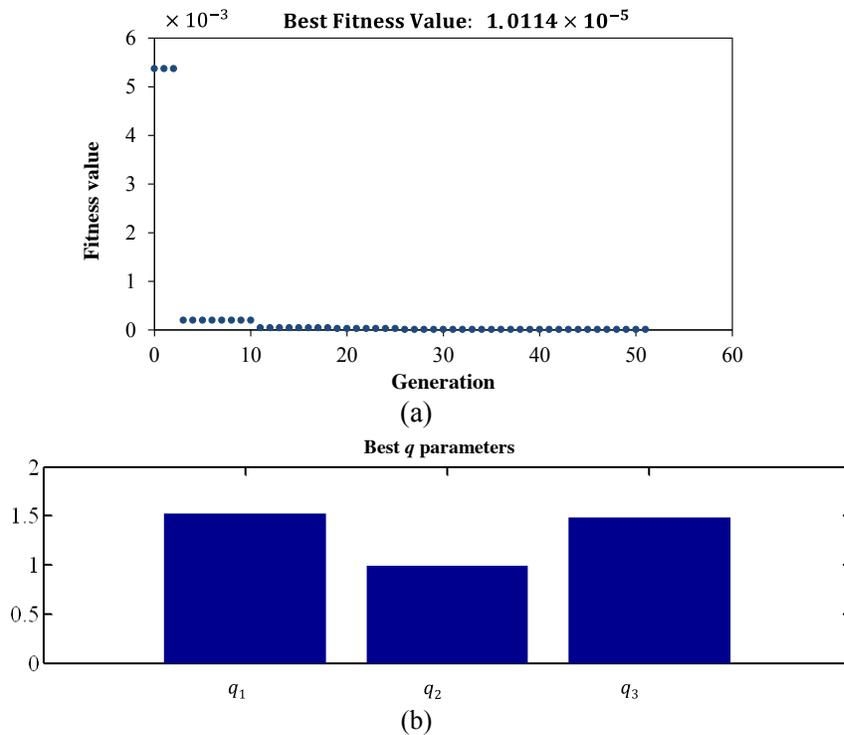 × 10⁻³ Best Fitness Value: 1.0114 × 10⁻⁵
6
5
4
3
2
1
0
Fitness value
0 10 20 30 40 50 60
Generation
(a)
Best q parameters
2
1.5
1
0.5
0
q₁ q₂ q₃
(b)